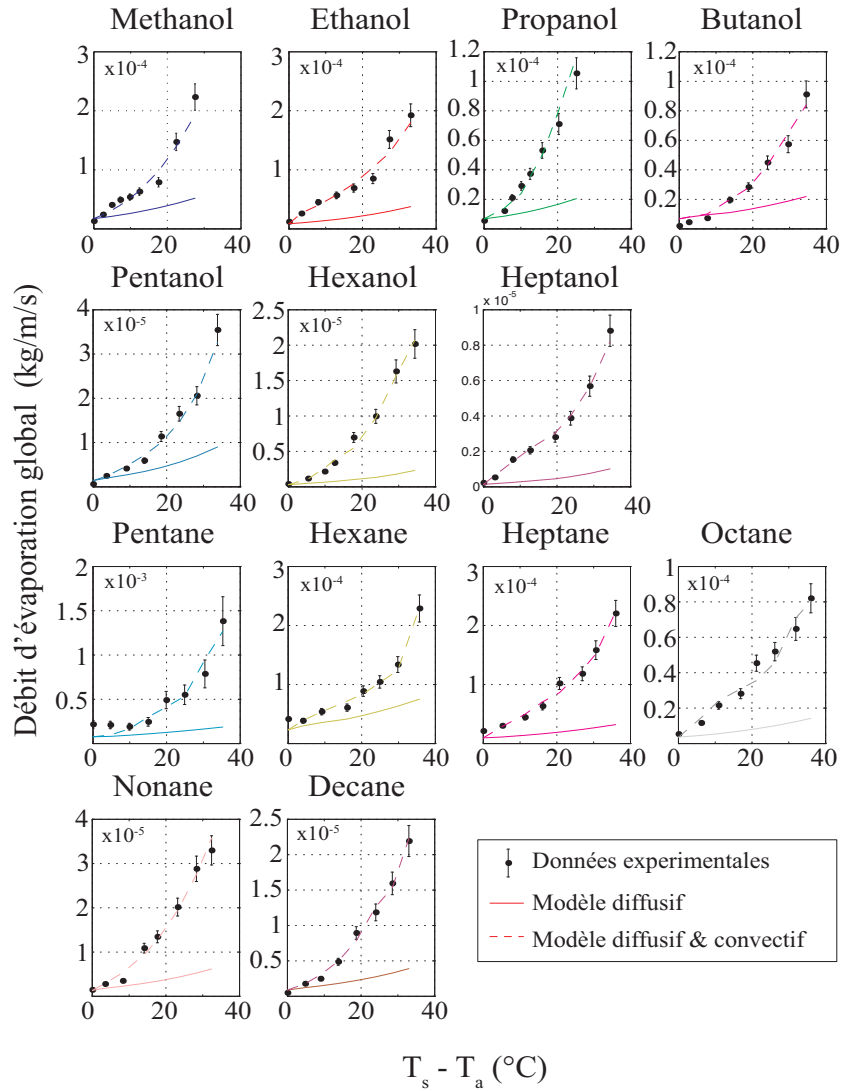 Methanol
Ethanol
Propanol
Butanol
3
2
1
x10-4
0 20 40
3
2
1
x10-4
0 20 40
1.2
1
0.8
0.6
0.4
0.2
x10-4
0 20 40
1.2
1
0.8
0.6
0.4
0.2
x10-4
0 20 40
Pentanol
Hexanol
Heptanol
4
3
2
1
x10-5
0 20 40
2.5
2
1.5
1
0.5
x10-5
0 20 40
x 10-5
1
0.8
0.6
0.4
0.2
0
0 20 40
Pentane
Hexane
Heptane
Octane
2
1.5
1
0.5
x10-3
0 20 40
3
2
1
x10-4
0 20 40
3
2
1
x10-4
0 20 40
1
0.8
0.6
0.4
0.2
x10-4
0 20 40
Nonane
Decane
4
3
2
1
x10-5
0 20 40
2.5
2
1.5
1
0.5
x10-5
0 20 40
Données experimentales
Modèle diffusif
Modèle diffusif & convectif
Débit d'évaporation global (kg/m/s)
Ts - Ta (°C)